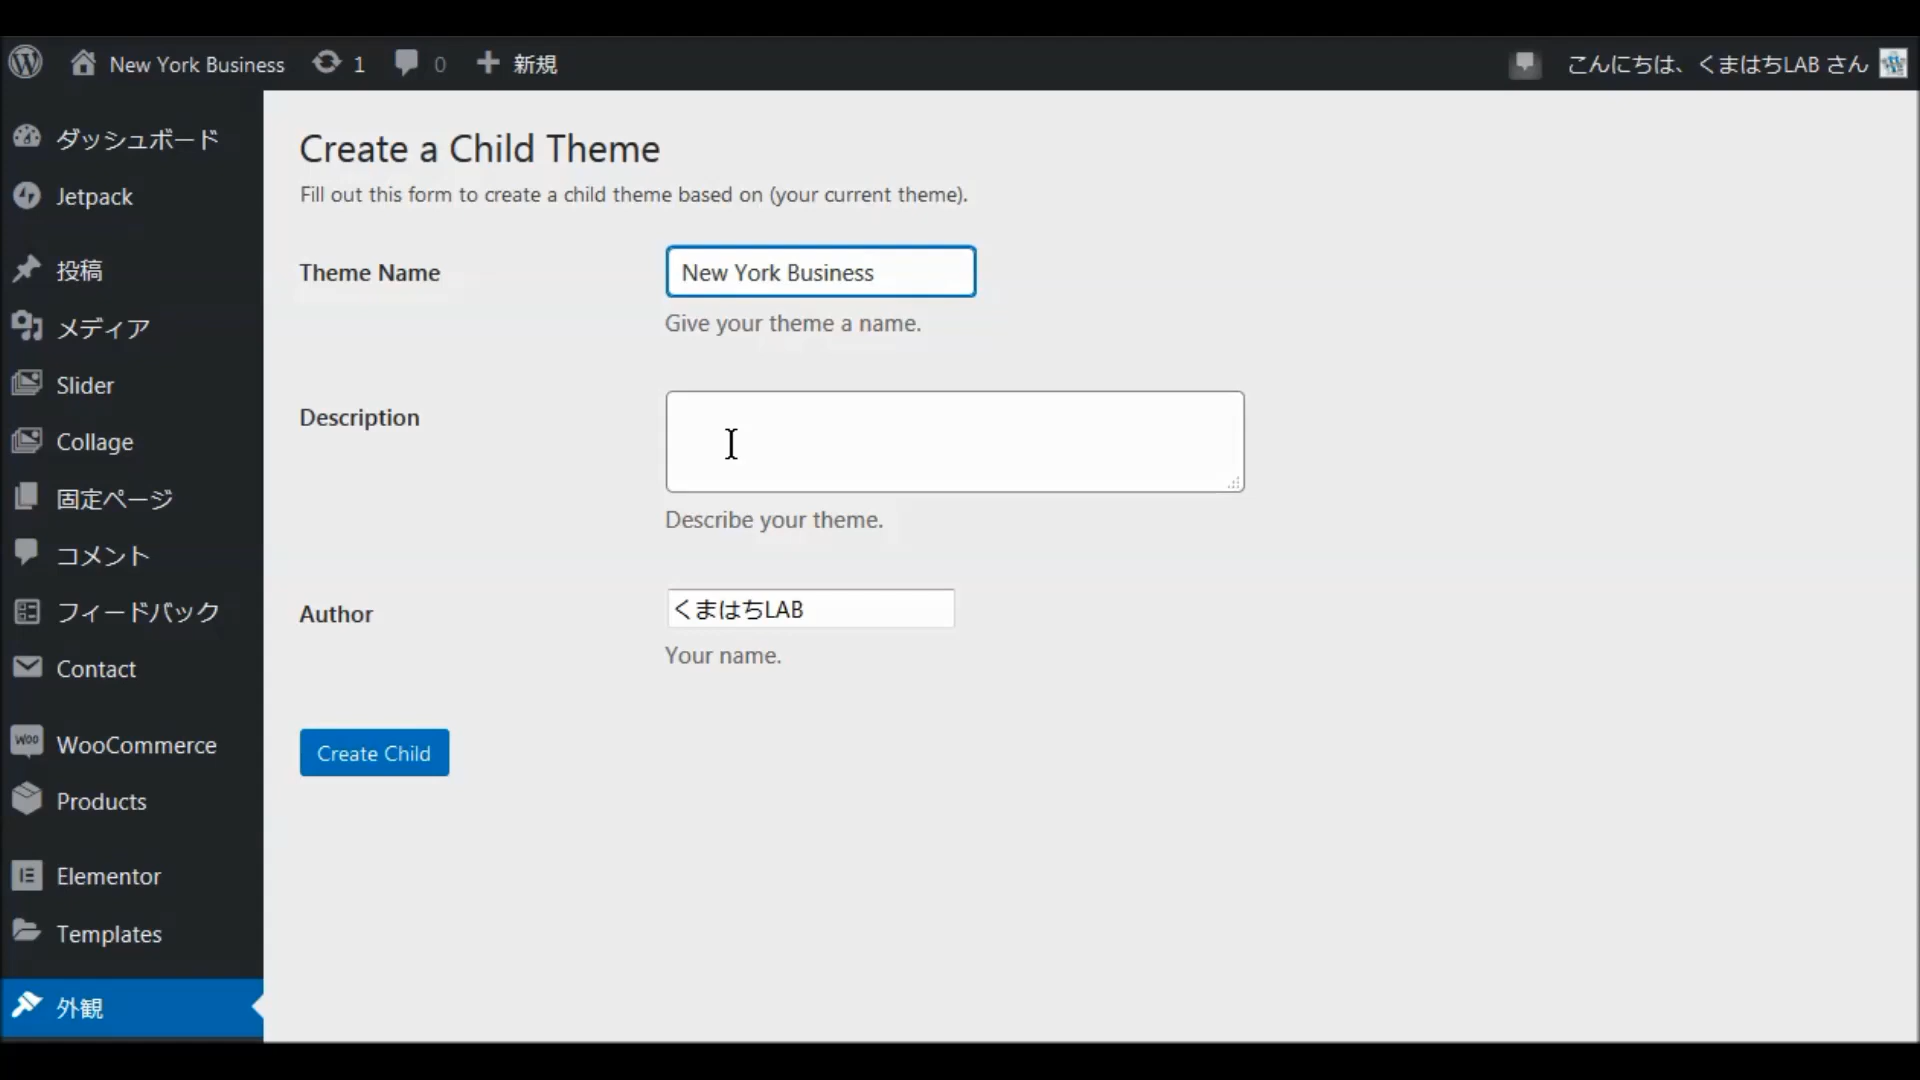 New York Business 1 0 新規 こんにちは、くまはちLAB さん
ダッシュボード
Jetpack
投稿
メディア
Slider
Collage
固定ページ
コメント
フィードバック
Contact
WOO WooCommerce
Products
Elementor
Templates
外観
Create a Child Theme
Fill out this form to create a child theme based on (your current theme).
Theme Name New York Business
Give your theme a name.
Description
Describe your theme.
Author くまはちLAB
Your name.
Create Child